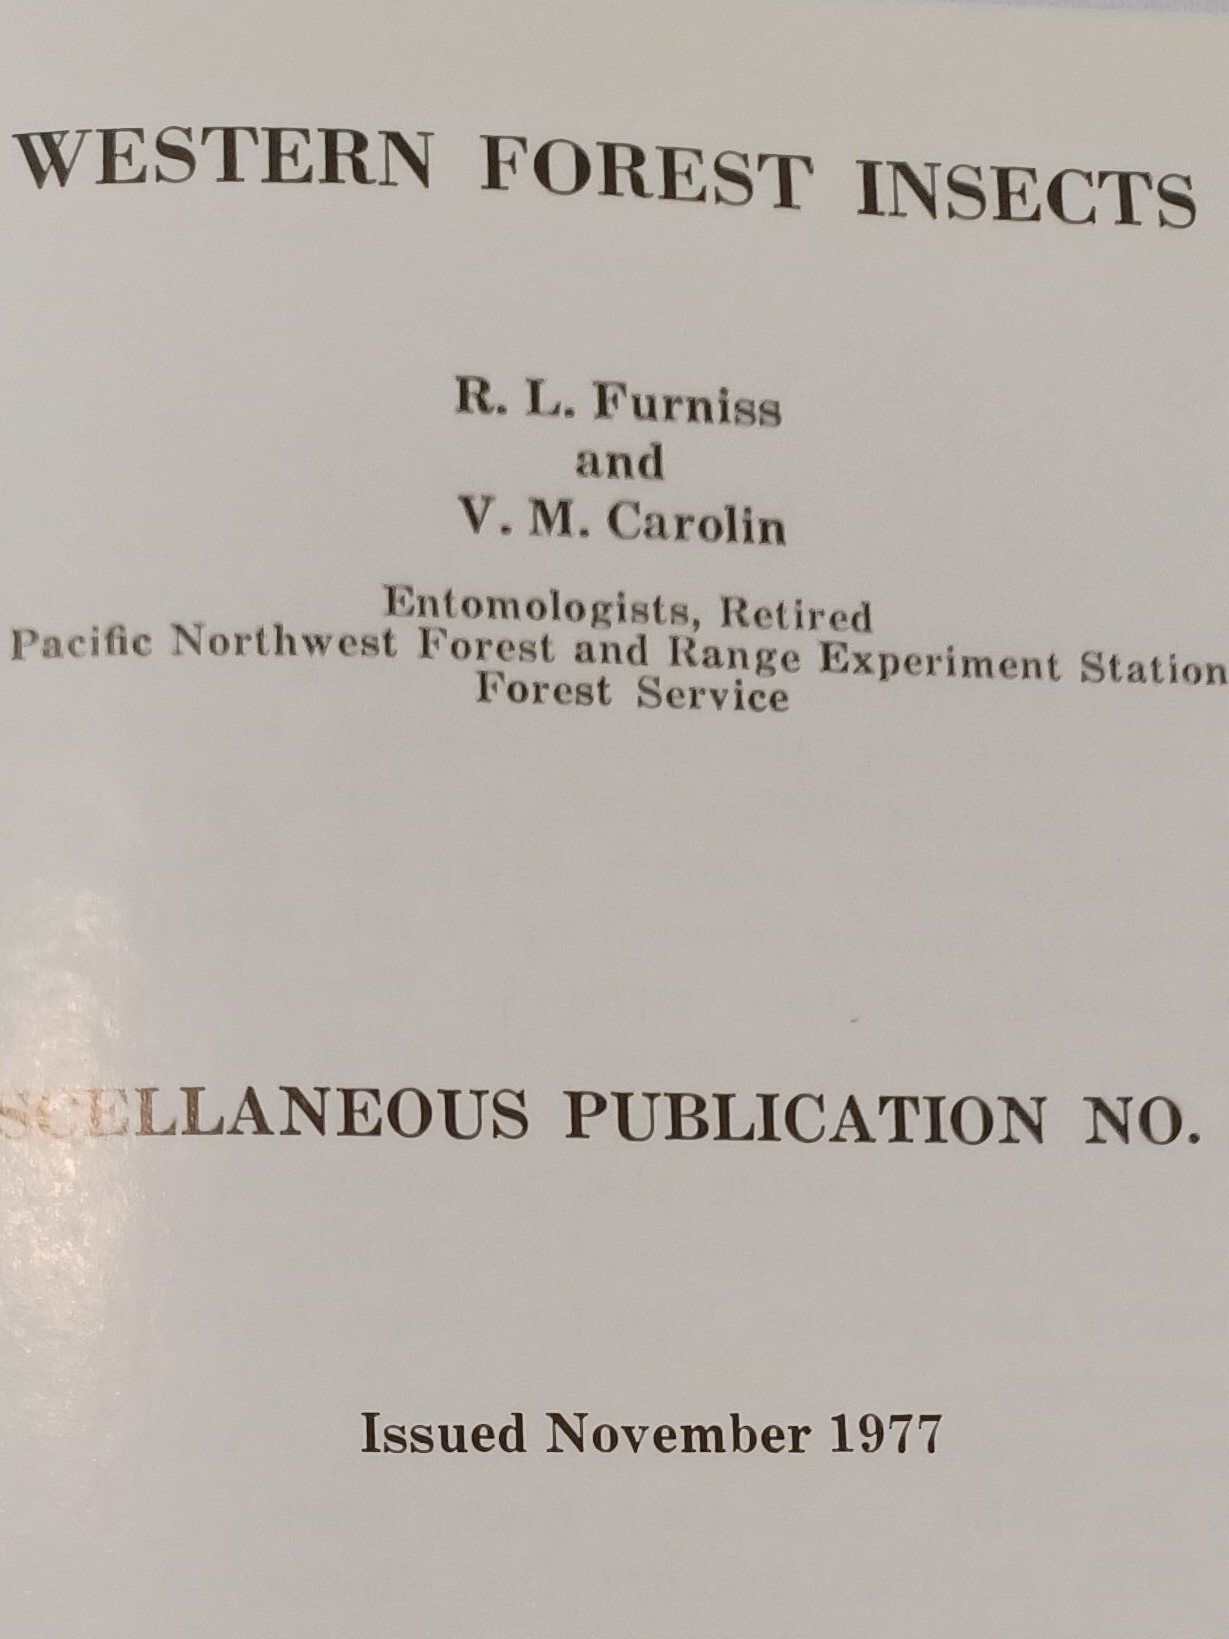 WESTERN FOREST INSECTS
R. L. Furniss
and
V. M. Carolin
Entomologists, Retired
Pacific Northwest Forest and Range Experiment Station
Forest Service
SCELLANEOUS PUBLICATION NO.
Issued November 1977